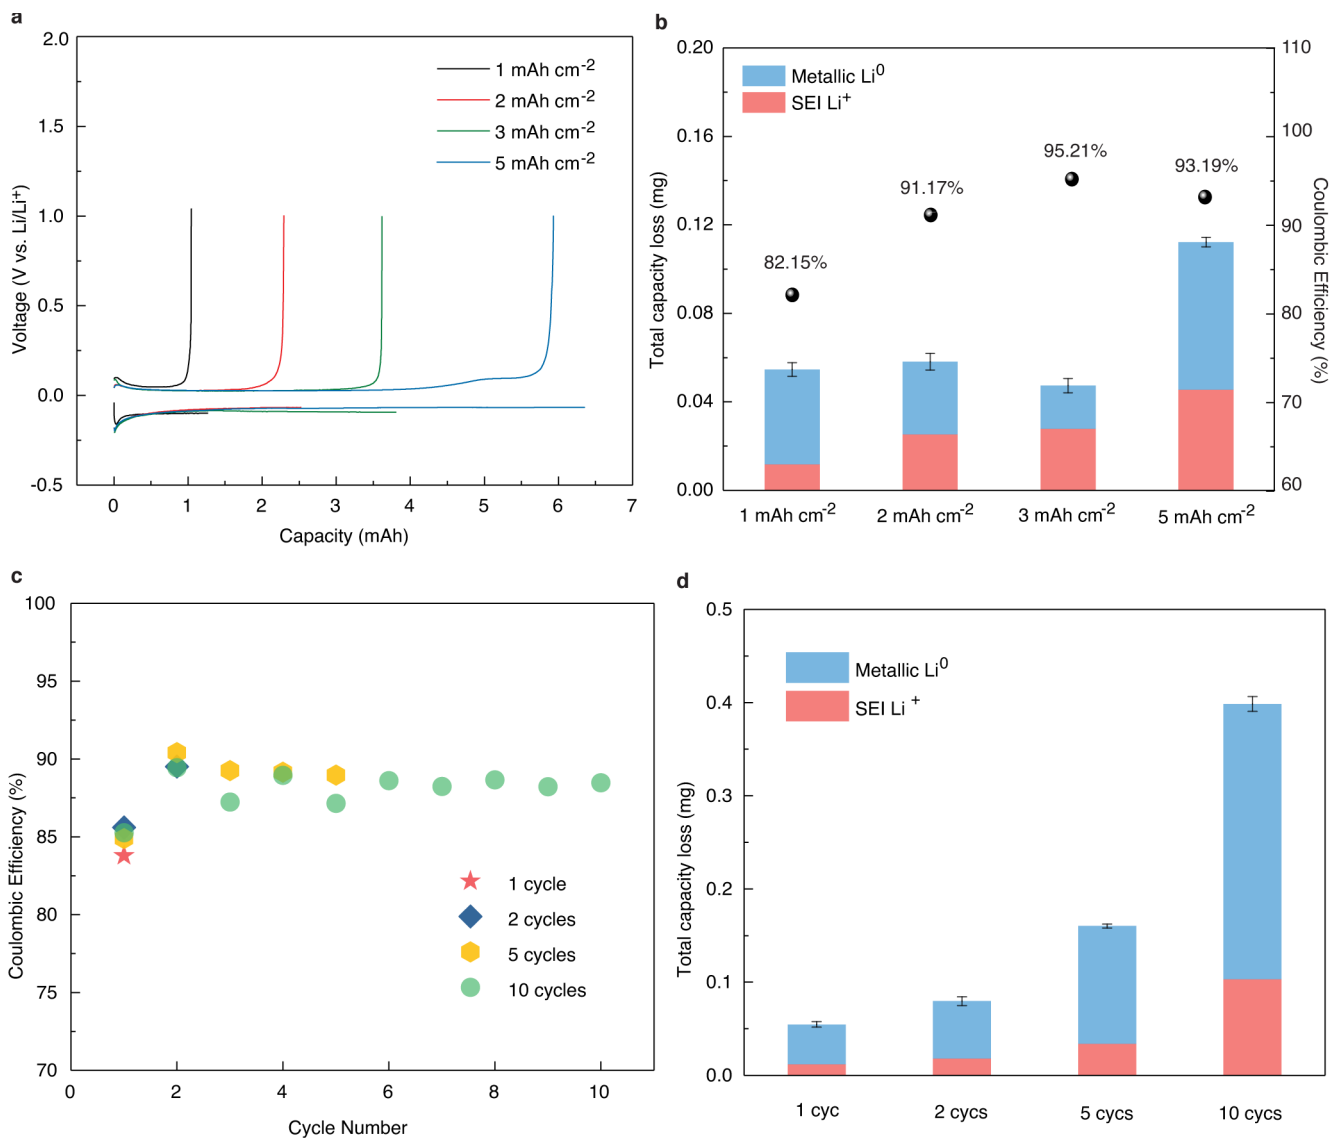 a
2.0
1.5
1.0
0.5
0.0
-0.5
0 1 2 3 4 5 6 7
Voltage (V vs. Li/Li⁺)
Capacity (mAh)
1 mAh cm⁻²
2 mAh cm⁻²
3 mAh cm⁻²
5 mAh cm⁻²
b
0.20
0.16
0.12
0.08
0.04
0.00
Total capacity loss (mg)
Metallic Li⁰
SEI Li⁺
82.15%
91.17%
95.21%
93.19%
110
100
90
80
70
60
Coulombic Efficiency (%)
1 mAh cm⁻² 2 mAh cm⁻² 3 mAh cm⁻² 5 mAh cm⁻²
c
100
95
90
85
80
75
70
0 2 4 6 8 10
Coulombic Efficiency (%)
Cycle Number
1 cycle
2 cycles
5 cycles
10 cycles
d
0.5
0.4
0.3
0.2
0.1
0.0
Total capacity loss (mg)
Metallic Li⁰
SEI Li ⁺
1 cyc 2 cycs 5 cycs 10 cycs